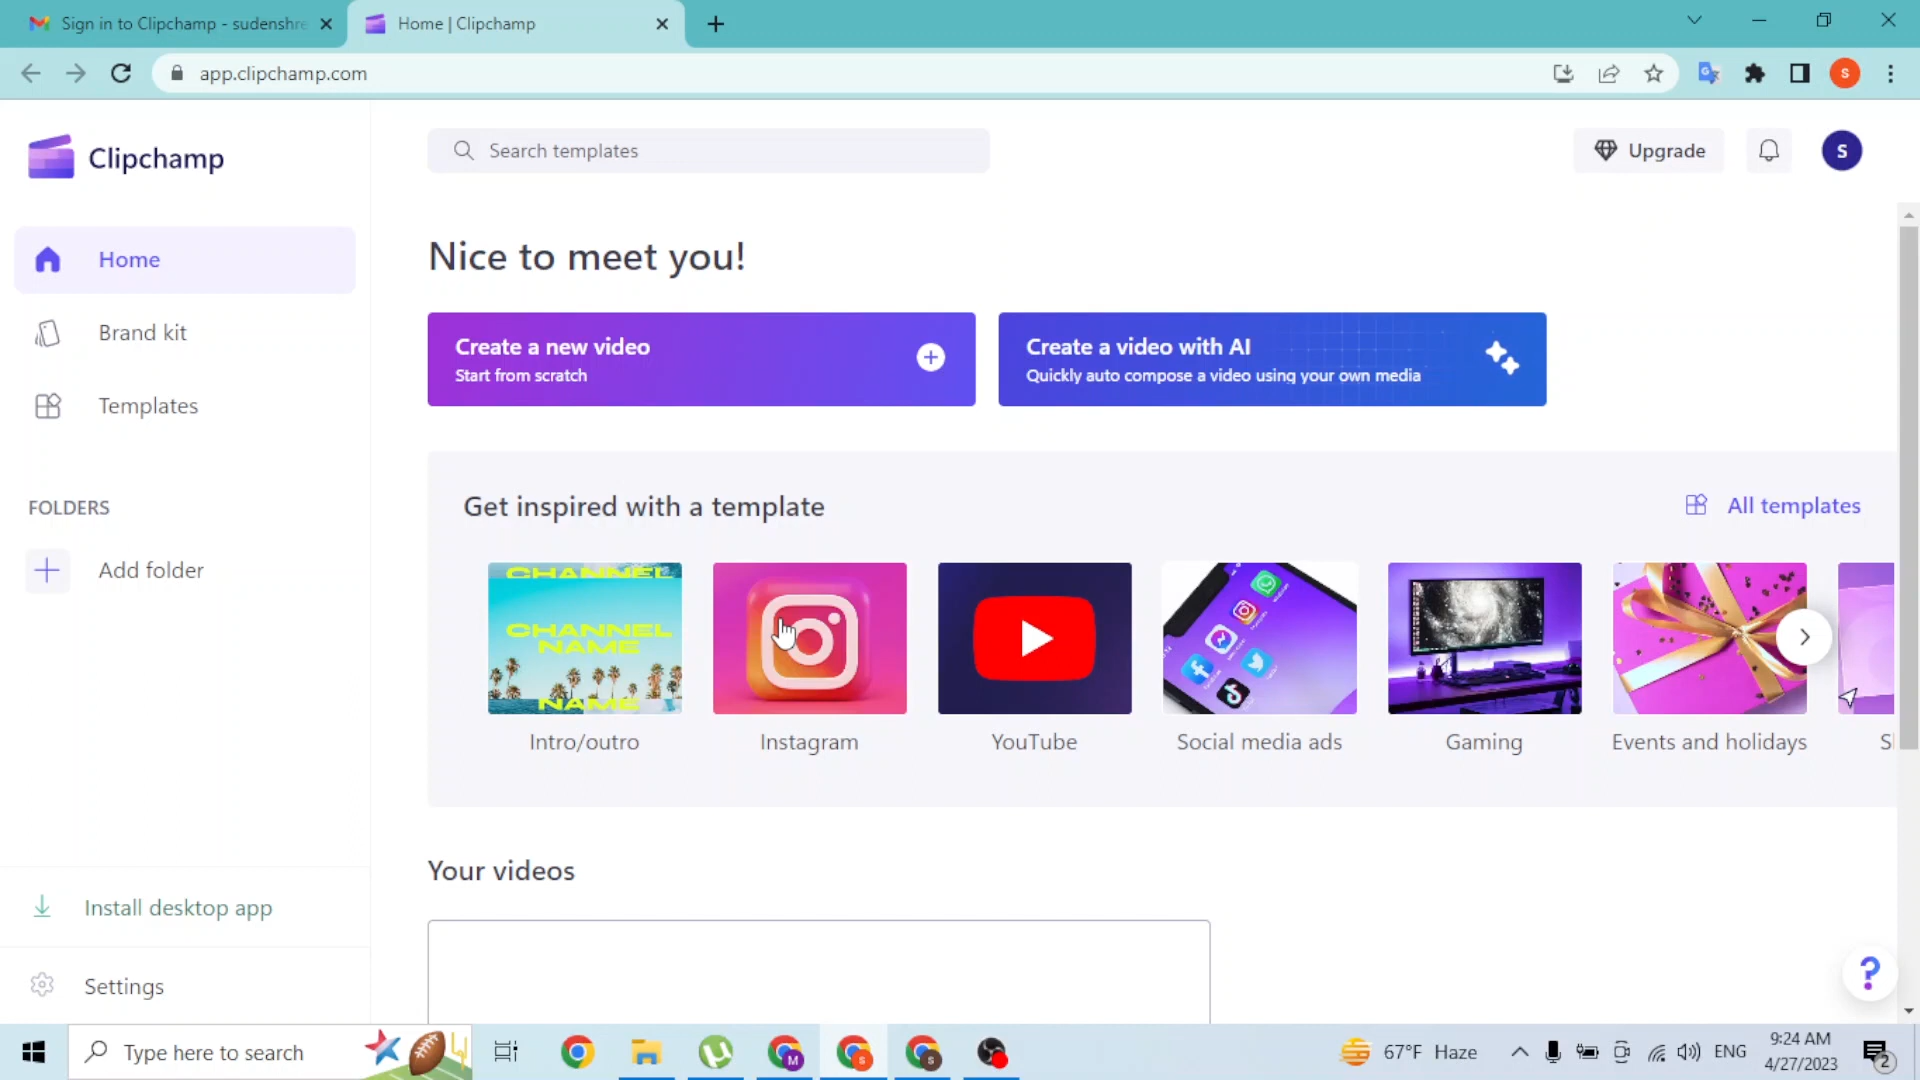 Sign in to Clipchamp - sudenshre
Home | Clipchamp
app.clipchamp.com
S
Clipchamp
Search templates
Upgrade
S
Home
Brand kit
Templates
FOLDERS
Add folder
Install desktop app
Settings
Nice to meet you!
Create a new video
Start from scratch
Create a video with AI
Quickly auto compose a video using your own media
Get inspired with a template
All templates
CHANNEL
CHANNEL
NAME
NAME
Intro/outro
Instagram
YouTube
Social media ads
Gaming
Events and holidays
Your videos
?
Type here to search
M
S
S
67°F Haze
ENG
9:24 AM
4/27/2023
2